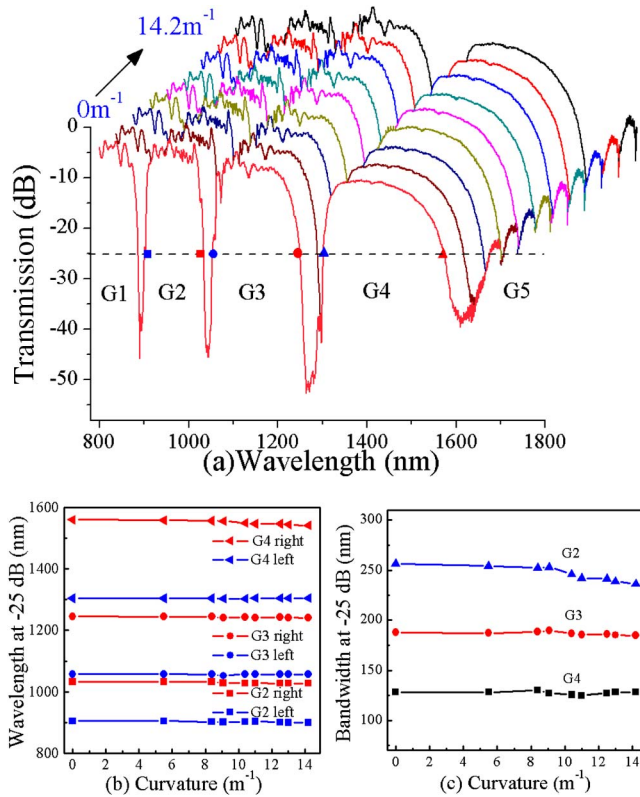 14.2m-1
0m-1
Transmission (dB)
0
-10
-20
-30
-40
-50
G1 G2 G3 G4 G5
800 1000 1200 1400 1600 1800
(a)Wavelength (nm)
Wavelength at -25 dB (nm)
1600
1400
1200
1000
800
G4 right
G4 left
G3 right
G3 left
G2 right
G2 left
0 2 4 6 8 10 12 14
(b) Curvature (m-1)
Bandwidth at -25 dB (nm)
300
250
200
150
100
G2
G3
G4
0 2 4 6 8 10 12 14
(c) Curvature (m-1)